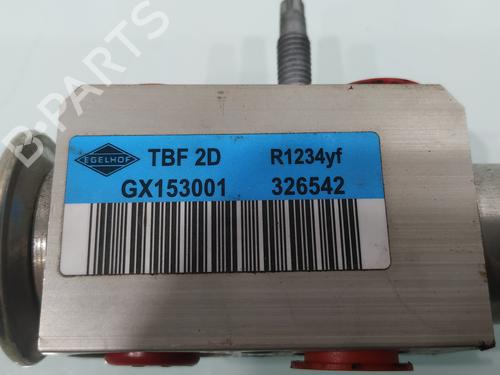 B-PARTS
EGELHOF
TBF 2D R1234yf
GX153001 326542